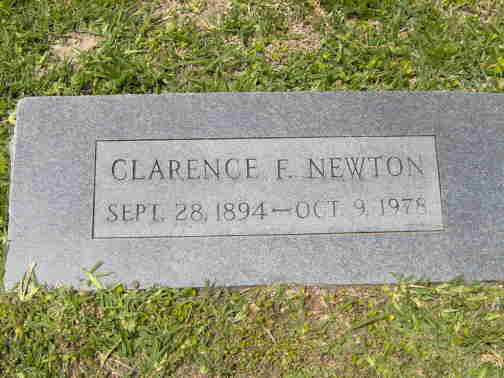 CLARENCE F. NEWTON
SEPT. 28, 1894—OCT. 9, 1978